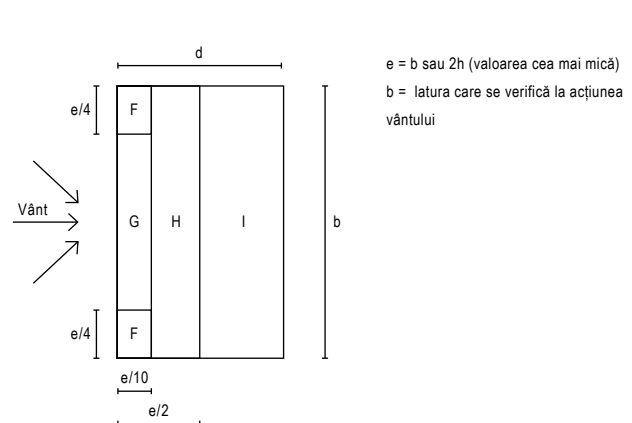 d
e = b sau 2h (valoarea cea mai mică)
b = latura care se verifică la acțiunea
vântului
e/4
F
Vânt
G
H
I
b
e/4
F
e/10
e/2